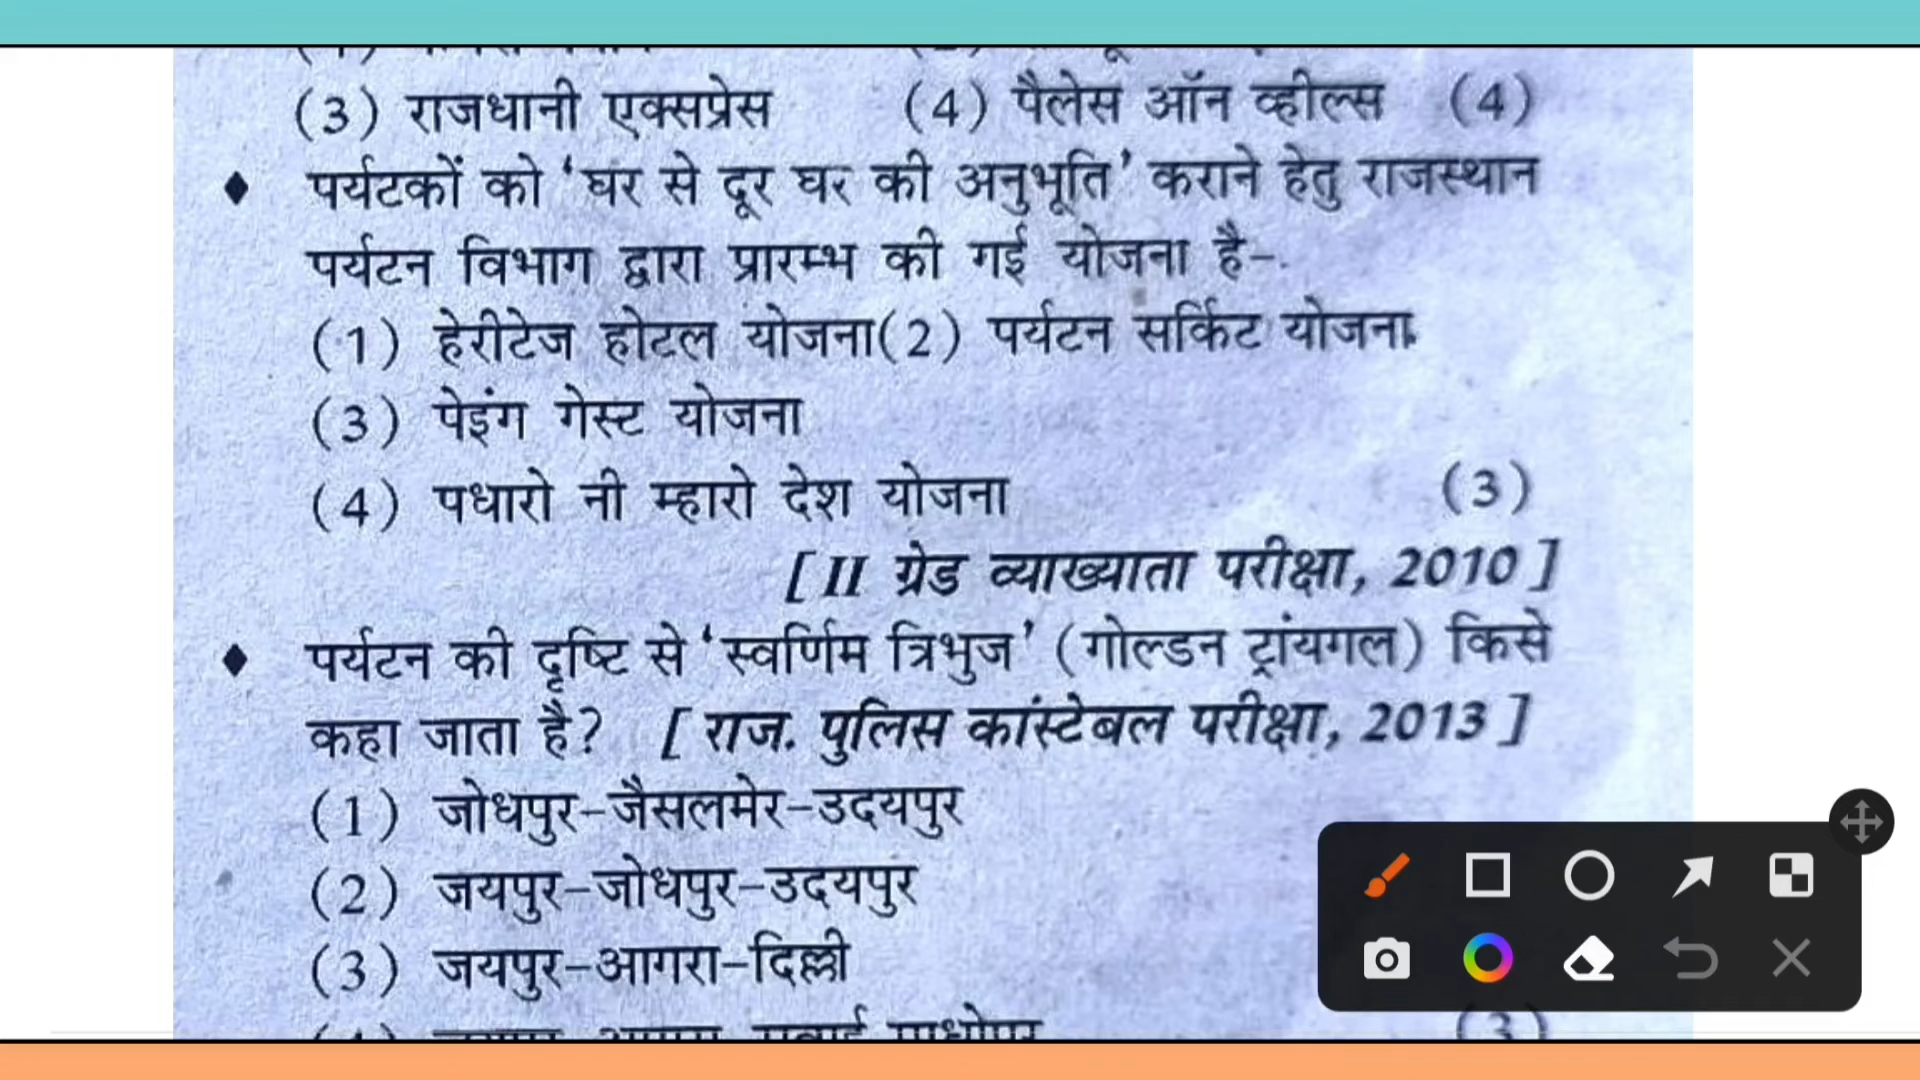 (3) राजधानी एक्सप्रेस (4) पैलेस ऑन व्हील्स (4)
♦ पर्यटकों को ‘घर से दूर घर की अनुभूति’ कराने हेतु राजस्थान
पर्यटन विभाग द्वारा प्रारम्भ की गई योजना है-
(1) हेरीटेज होटल योजना(2) पर्यटन सर्किट योजना
(3) पेइंग गेस्ट योजना
(4) पधारो नी म्हारो देश योजना (3)
[II ग्रेड व्याख्याता परीक्षा, 2010]
♦ पर्यटन की दृष्टि से ‘स्वर्णिम त्रिभुज’ (गोल्डन ट्रांयगल) किसे
कहा जाता है? [राज. पुलिस कांस्टेबल परीक्षा, 2013]
(1) जोधपुर-जैसलमेर-उदयपुर
(2) जयपुर-जोधपुर-उदयपुर
(3) जयपुर-आगरा-दिल्ली
(3)